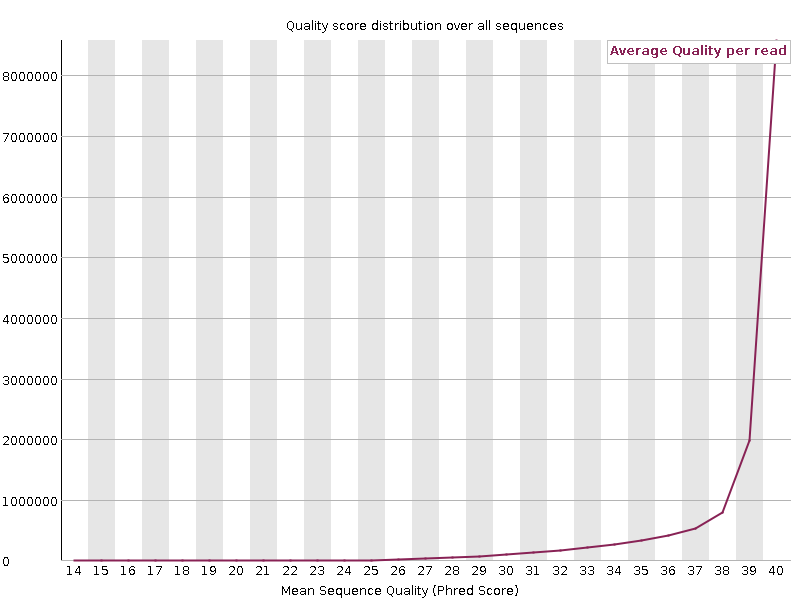 Quality score distribution over all sequences
Average Quality per read
8000000
7000000
6000000
5000000
4000000
3000000
2000000
1000000
0
14 15 16 17 18 19 20 21 22 23 24 25 26 27 28 29 30 31 32 33 34 35 36 37 38 39 40
Mean Sequence Quality (Phred Score)